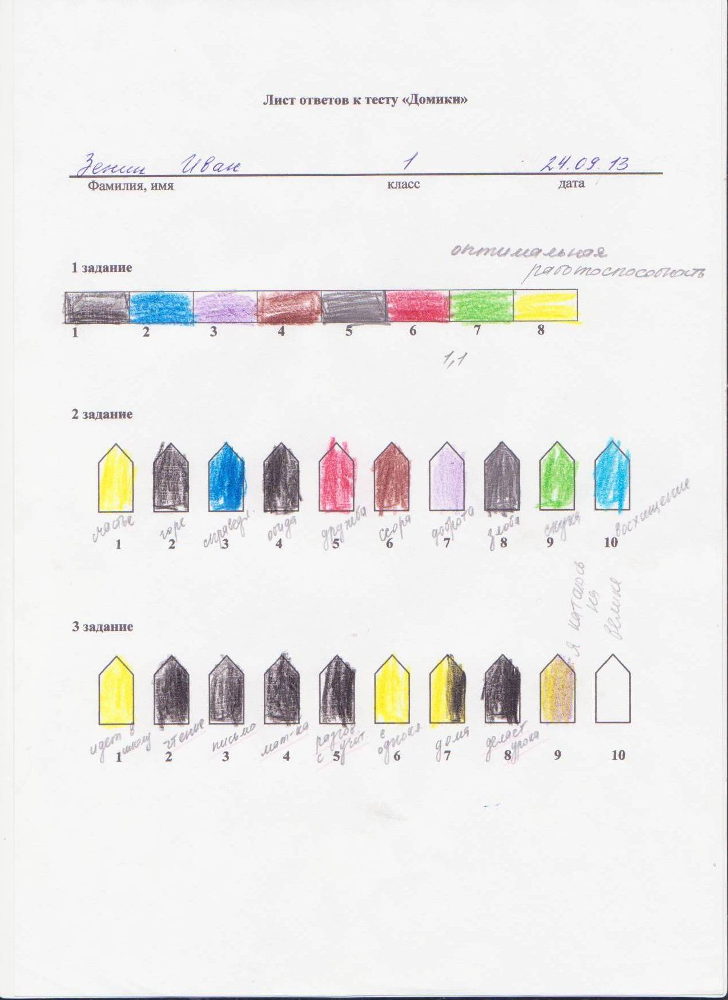 Лист ответов к тесту «Домики»
Зенин Иван 1 24.09.13
Фамилия, имя класс дата
оптимальная
работоспособность
1 задание
1 2 3 4 5 6 7 8
1,1
2 задание
счастье горе справедл. обида дружба ссора доброта злоба скука восхищение
1 2 3 4 5 6 7 8 9 10
я катаюсь
на
велике
3 задание
идет в школу чтение письмо мат-ка разгов. с учит. с однокл. дома делает урока
1 2 3 4 5 6 7 8 9 10